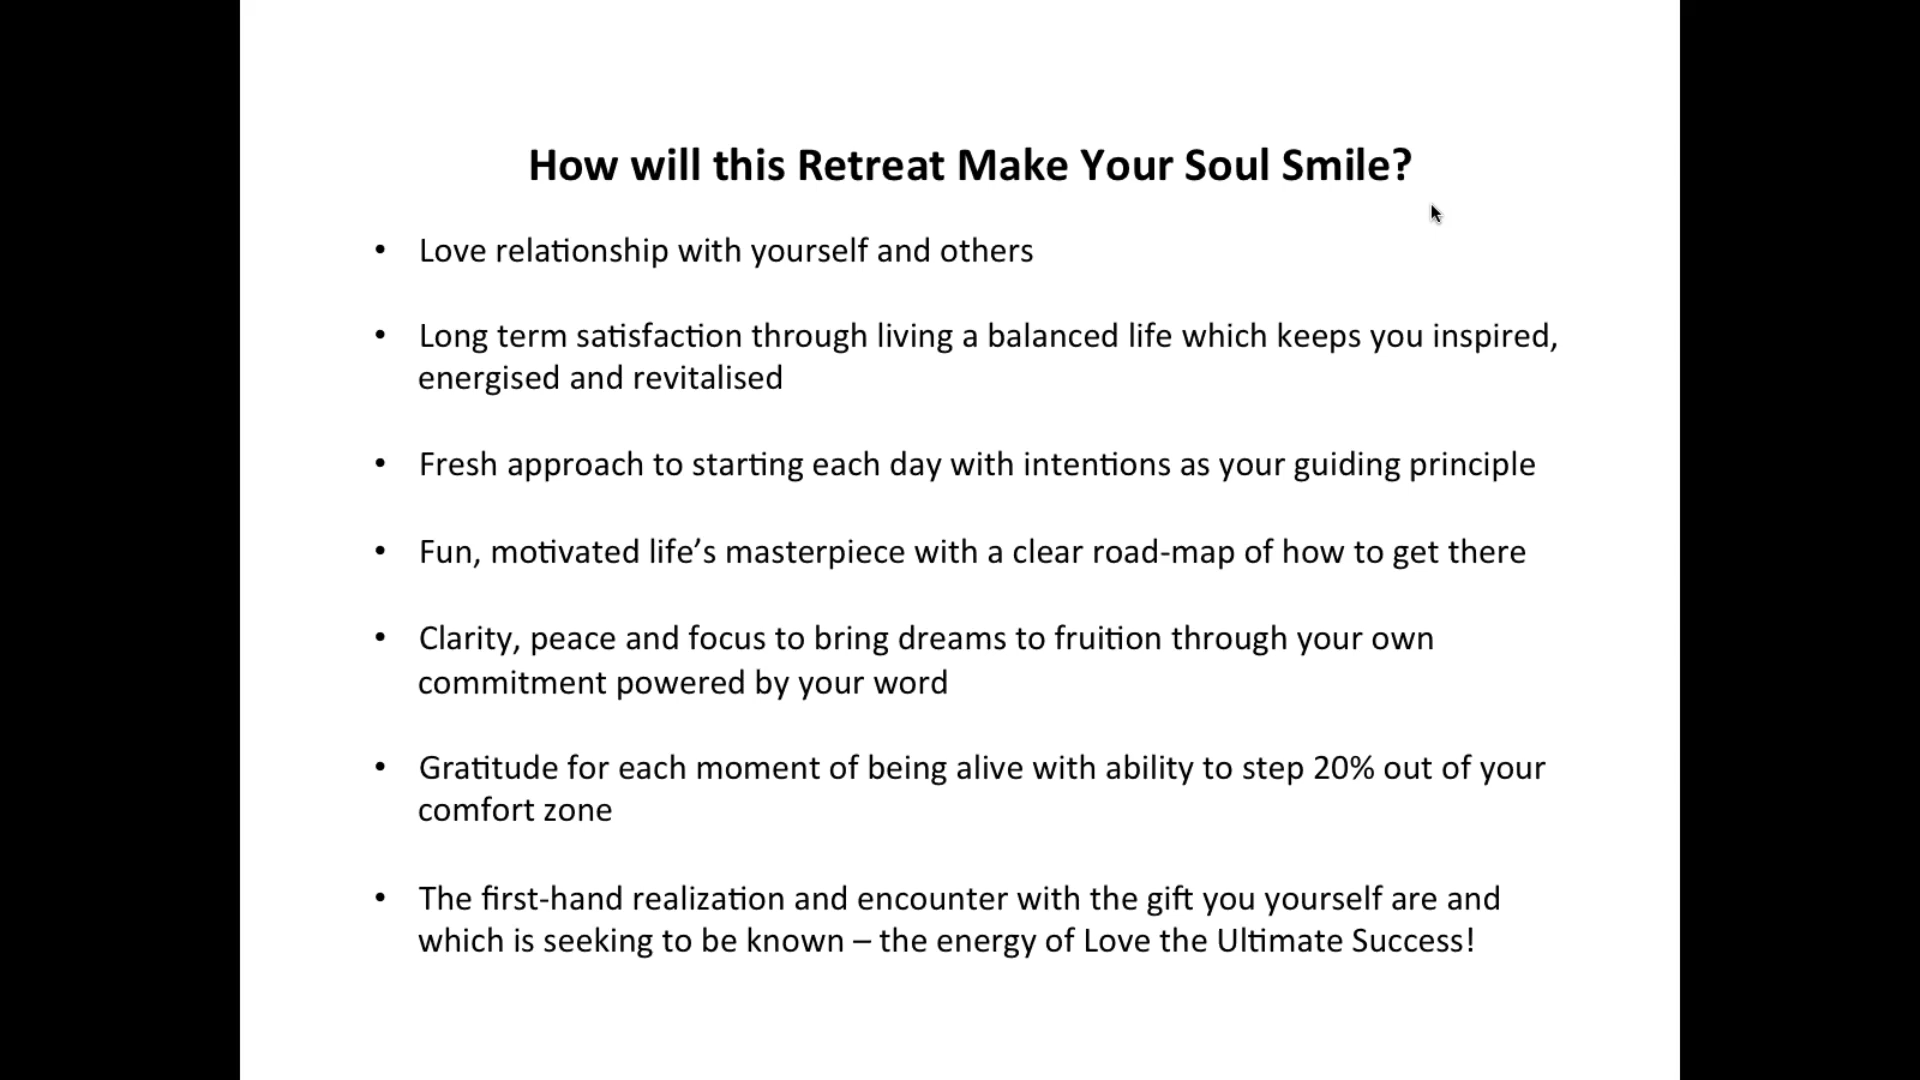 How will this Retreat Make Your Soul Smile?
• Love relationship with yourself and others
• Long term satisfaction through living a balanced life which keeps you inspired,
energised and revitalised
• Fresh approach to starting each day with intentions as your guiding principle
• Fun, motivated life’s masterpiece with a clear road-map of how to get there
• Clarity, peace and focus to bring dreams to fruition through your own
commitment powered by your word
• Gratitude for each moment of being alive with ability to step 20% out of your
comfort zone
• The first-hand realization and encounter with the gift you yourself are and
which is seeking to be known – the energy of Love the Ultimate Success!